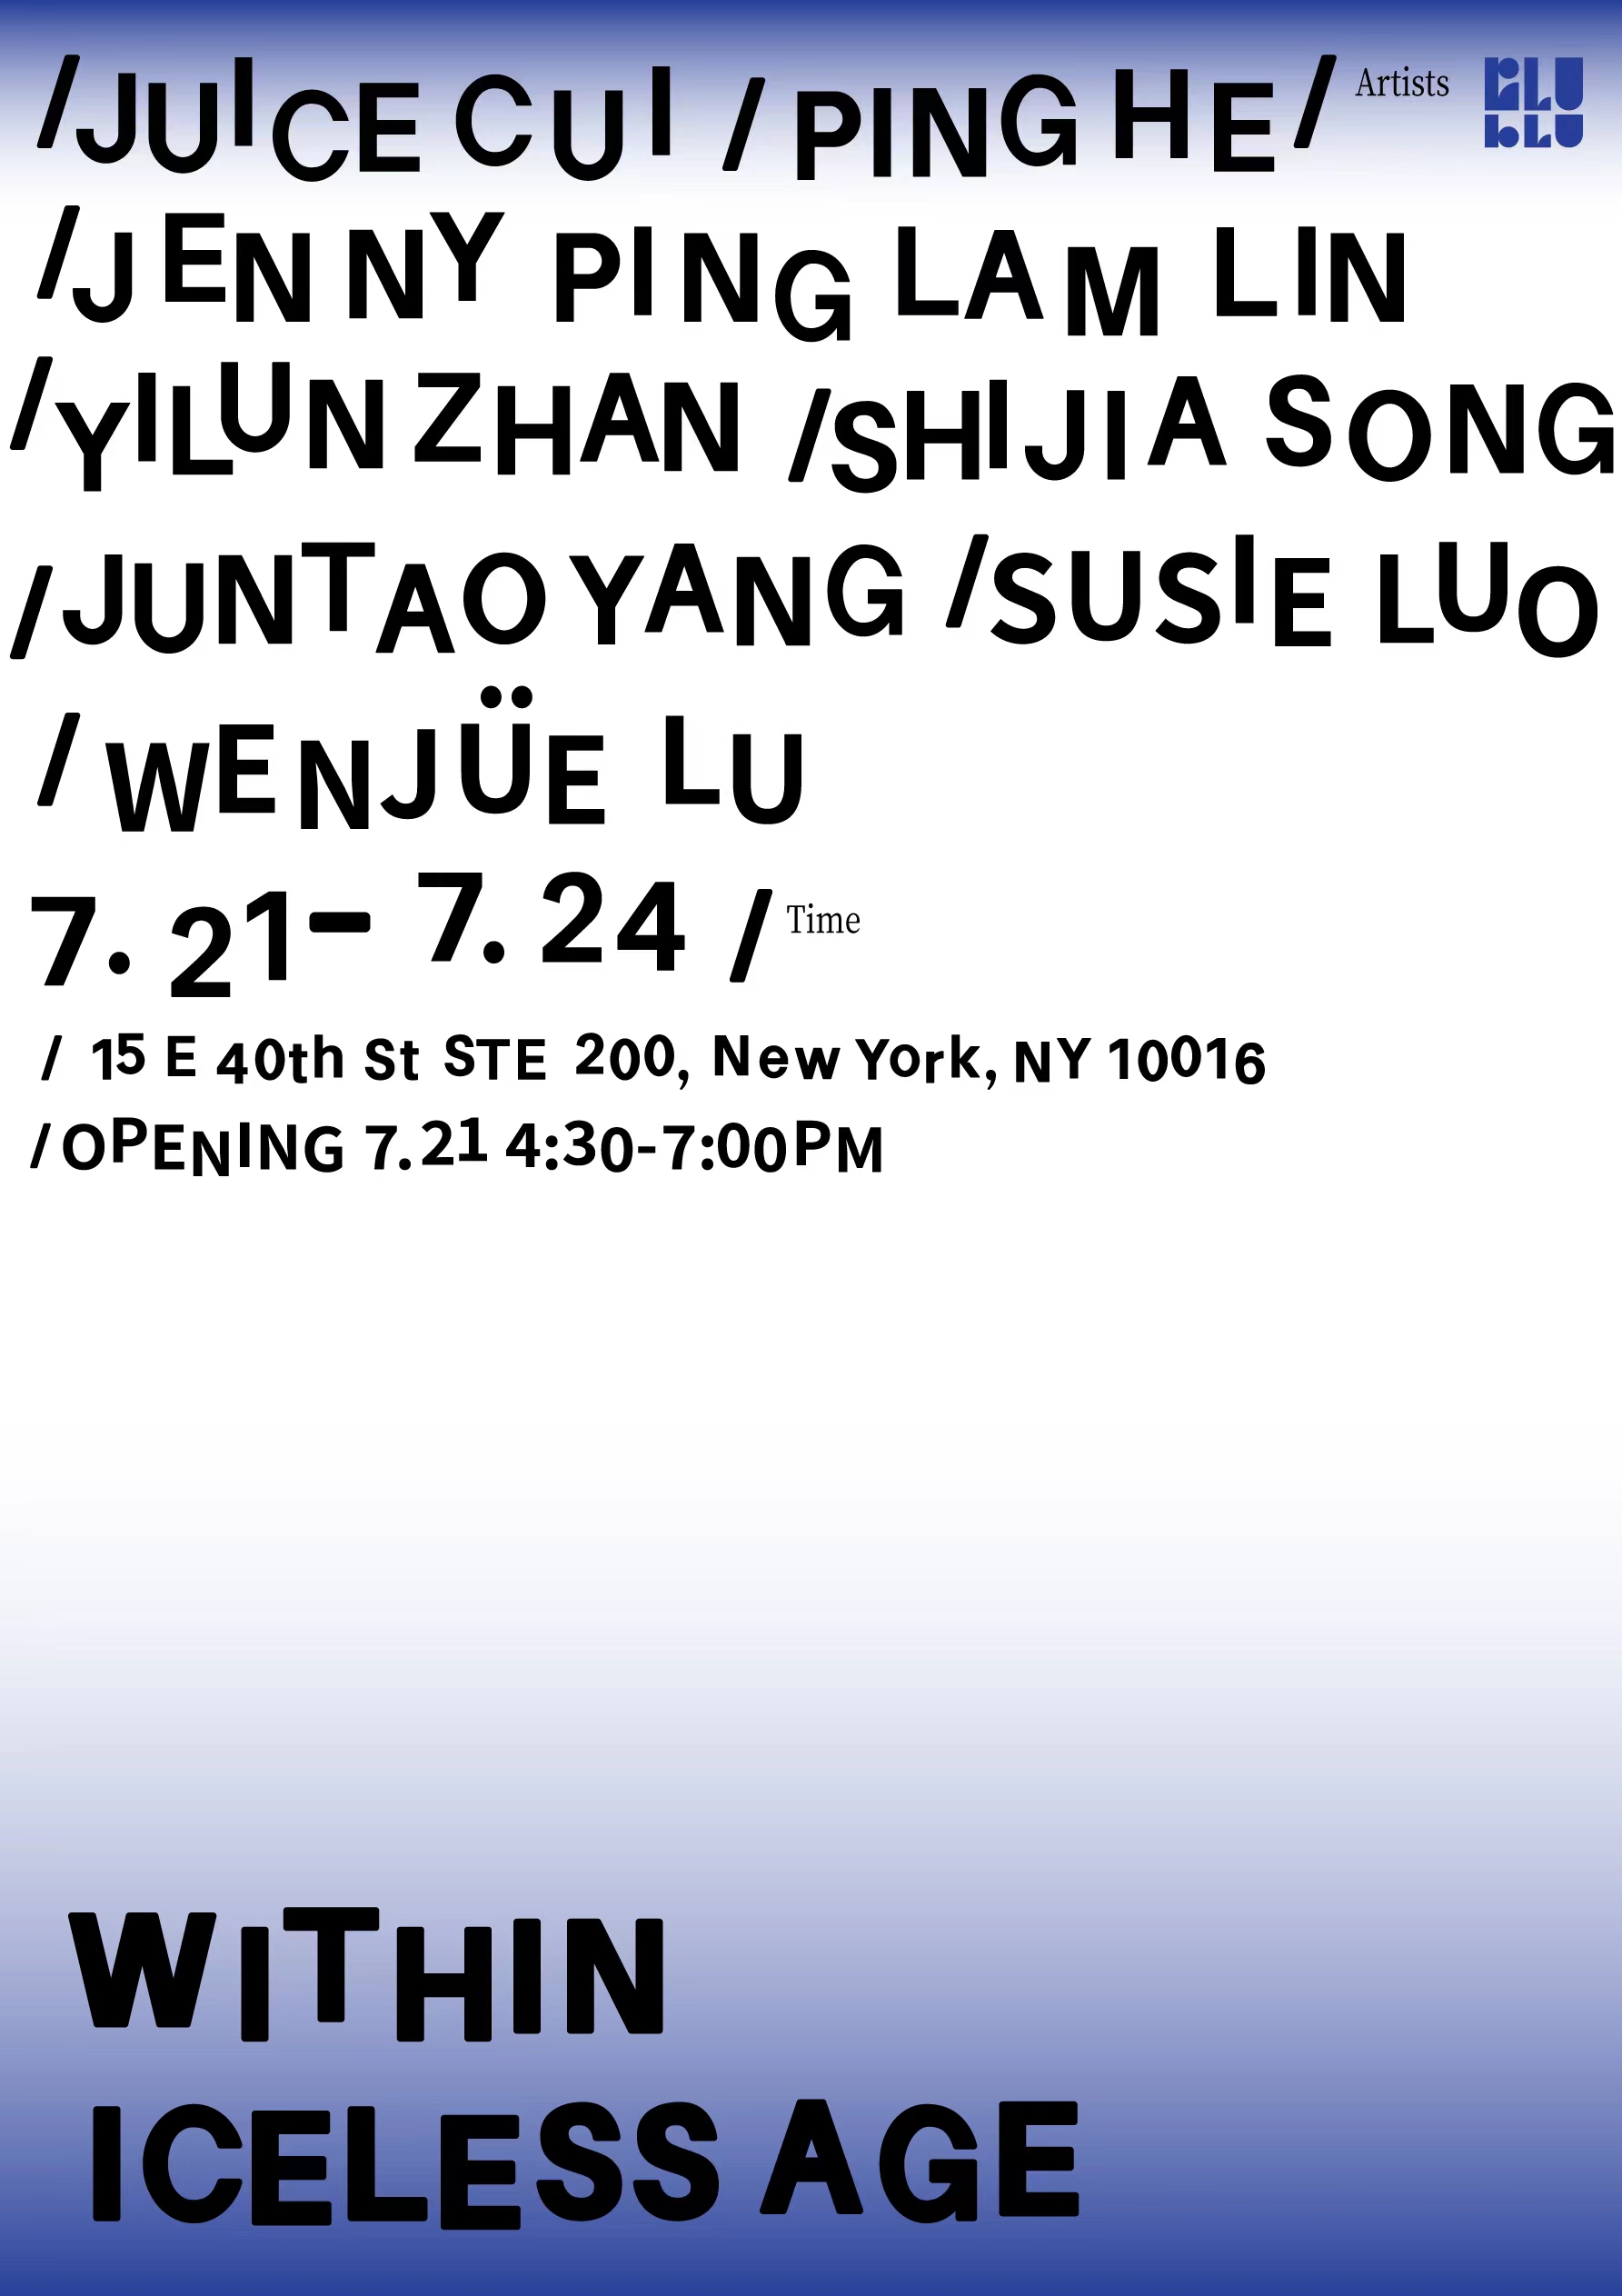 /JUICE CUI /PING HE/ Artists
/JENNY PING LAM LIN
/YILUN ZHAN /SHIJIA SONG
/JUNTAO YANG /SUSIE LUO
/WENJÜE LU
7.21-7.24 / Time
/ 15 E 40th St STE 200, New York, NY 10016
/OPENING 7.21 4:30-7:00PM
WITHIN
ICELESS AGE